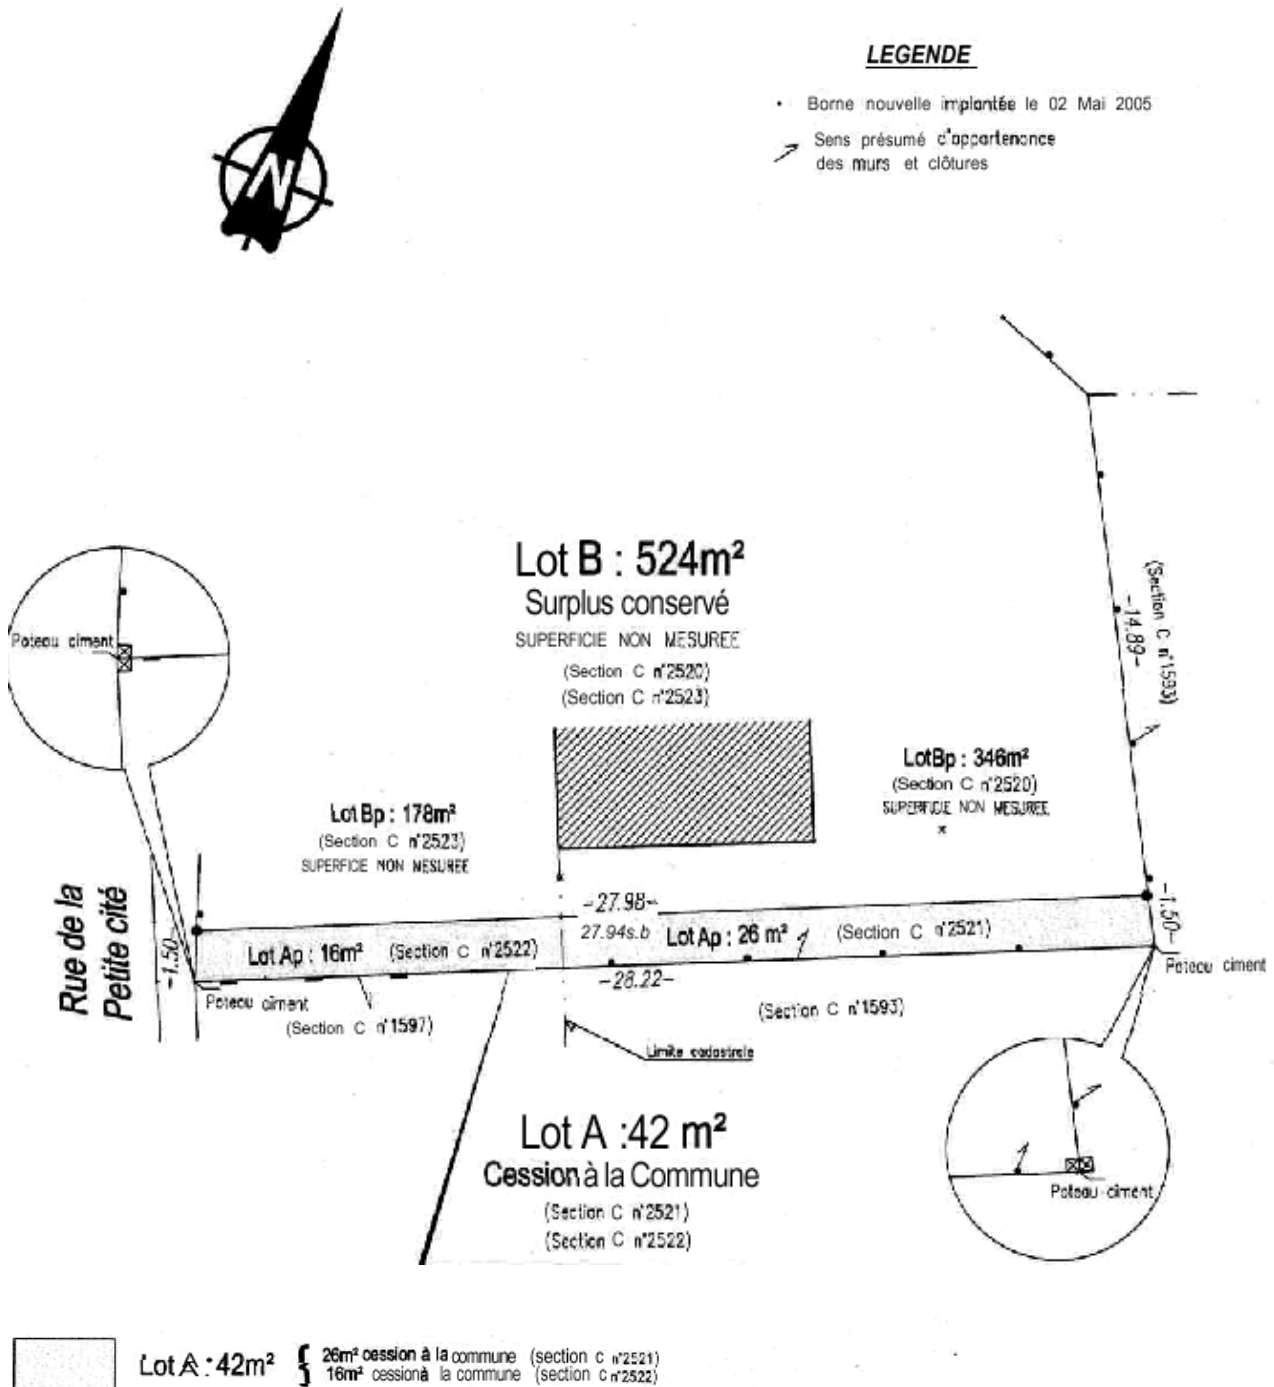 N
LEGENDE
Borne nouvelle implantée le 02 Mai 2005
Sens présumé d'appartenance
des murs et clôtures
Lot B : 524m²
Surplus conservé
SUPERFICIE NON MESUREE
(Section C n°2520)
(Section C n°2523)
Poteau ciment
(Section C n°1593)
-14.89-
Lot Bp : 346m²
(Section C n°2520)
SUPERFICIE NON MESUREE
Lot Bp : 178m²
(Section C n°2523)
SUPERFICIE NON MESUREE
Rue de la
Petite cité
-1.50-
-27.98-
27.94s.b
-1.50-
Lot Ap : 16m² (Section C n°2522)
Lot Ap : 26 m² (Section C n°2521)
-28.22-
Poteau ciment
Poteau ciment
(Section C n°1597)
(Section C n°1593)
Limite cadastrale
Lot A :42 m²
Cession à la Commune
(Section C n°2521)
(Section C n°2522)
Poteau ciment
Lot A : 42m²
{ 26m² cession à la commune (section c n°2521)
16m² cession à la commune (section c n°2522)